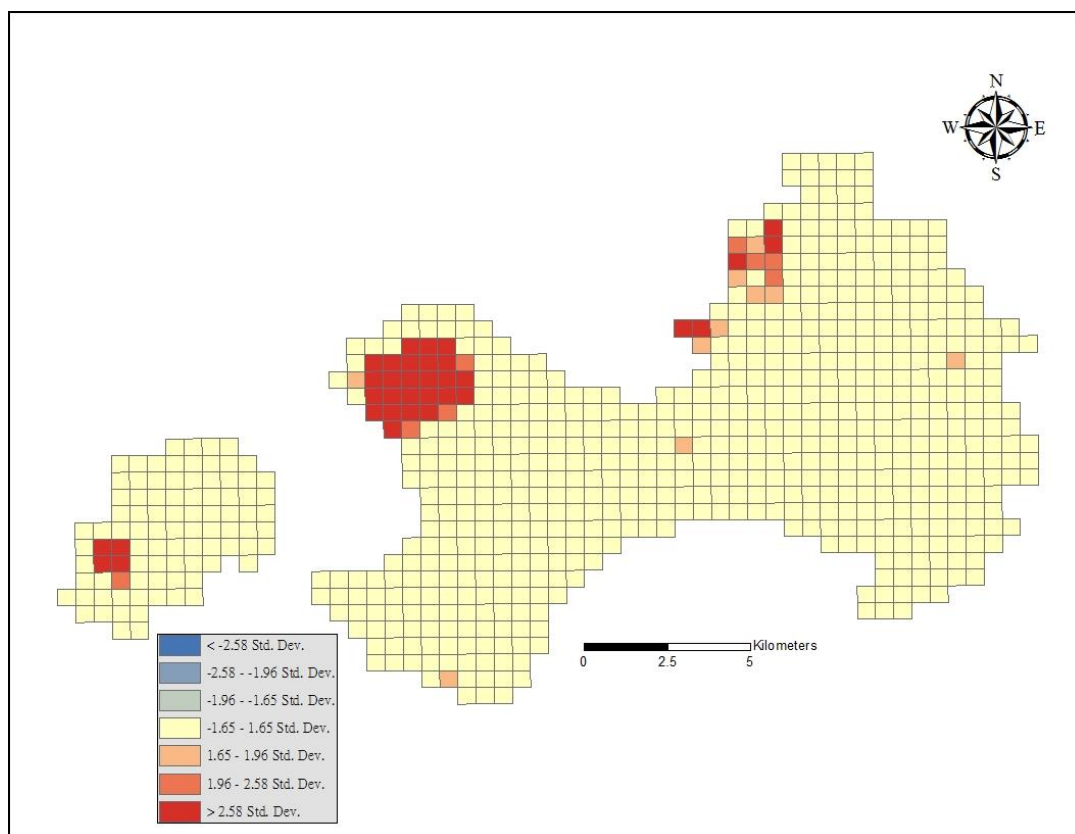 N
W E
S
< -2.58 Std. Dev.
-2.58 - -1.96 Std. Dev.
-1.96 - -1.65 Std. Dev.
-1.65 - 1.65 Std. Dev.
1.65 - 1.96 Std. Dev.
1.96 - 2.58 Std. Dev.
> 2.58 Std. Dev.
Kilometers
0 2.5 5